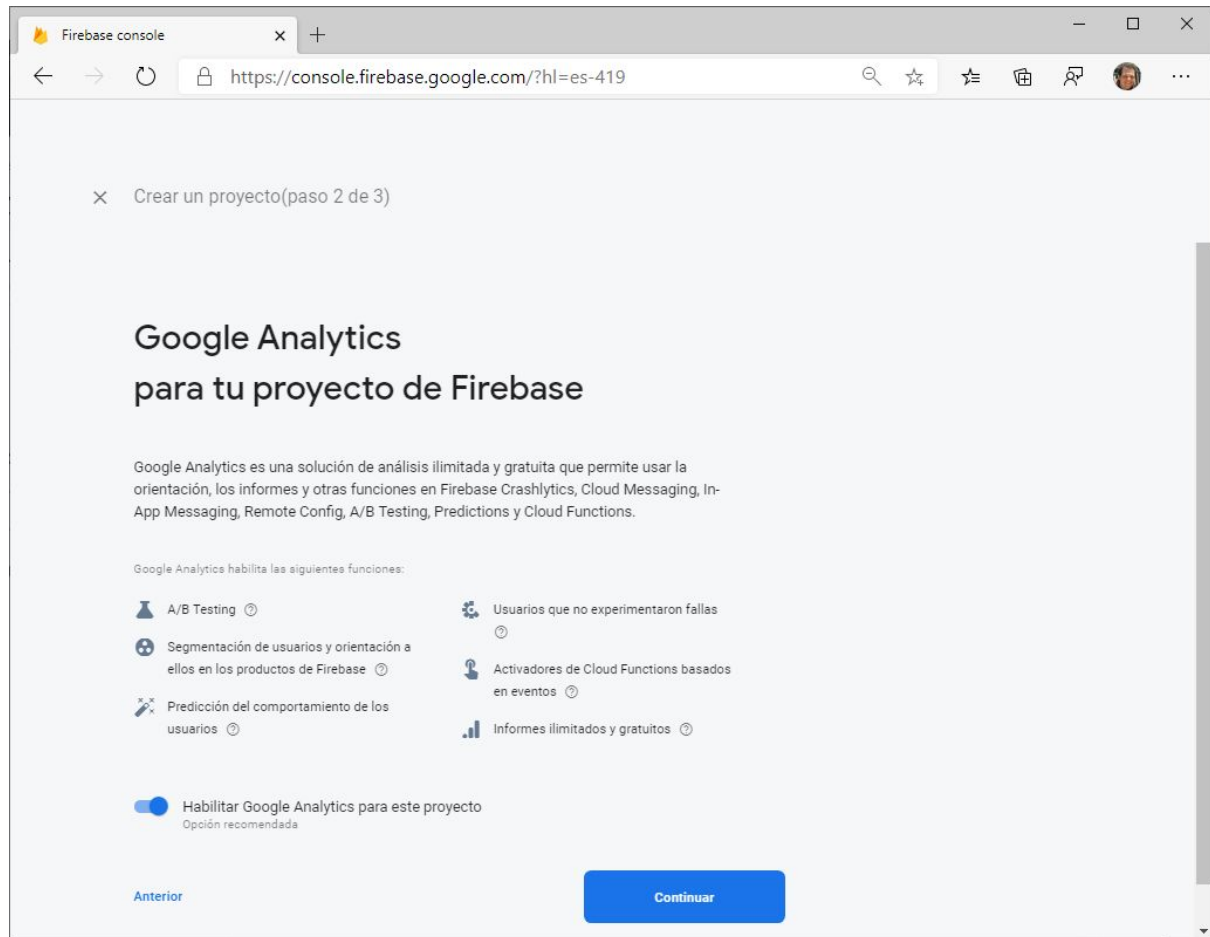 Firebase console
https://console.firebase.google.com/?hl=es-419
Crear un proyecto(paso 2 de 3)
Google Analytics
para tu proyecto de Firebase
Google Analytics es una solución de análisis ilimitada y gratuita que permite usar la
orientación, los informes y otras funciones en Firebase Crashlytics, Cloud Messaging, In-
App Messaging, Remote Config, A/B Testing, Predictions y Cloud Functions.
Google Analytics habilita las siguientes funciones:
A/B Testing
Segmentación de usuarios y orientación a
ellos en los productos de Firebase
Predicción del comportamiento de los
usuarios
Usuarios que no experimentaron fallas
Activadores de Cloud Functions basados
en eventos
Informes ilimitados y gratuitos
Habilitar Google Analytics para este proyecto
Opción recomendada
Anterior
Continuar